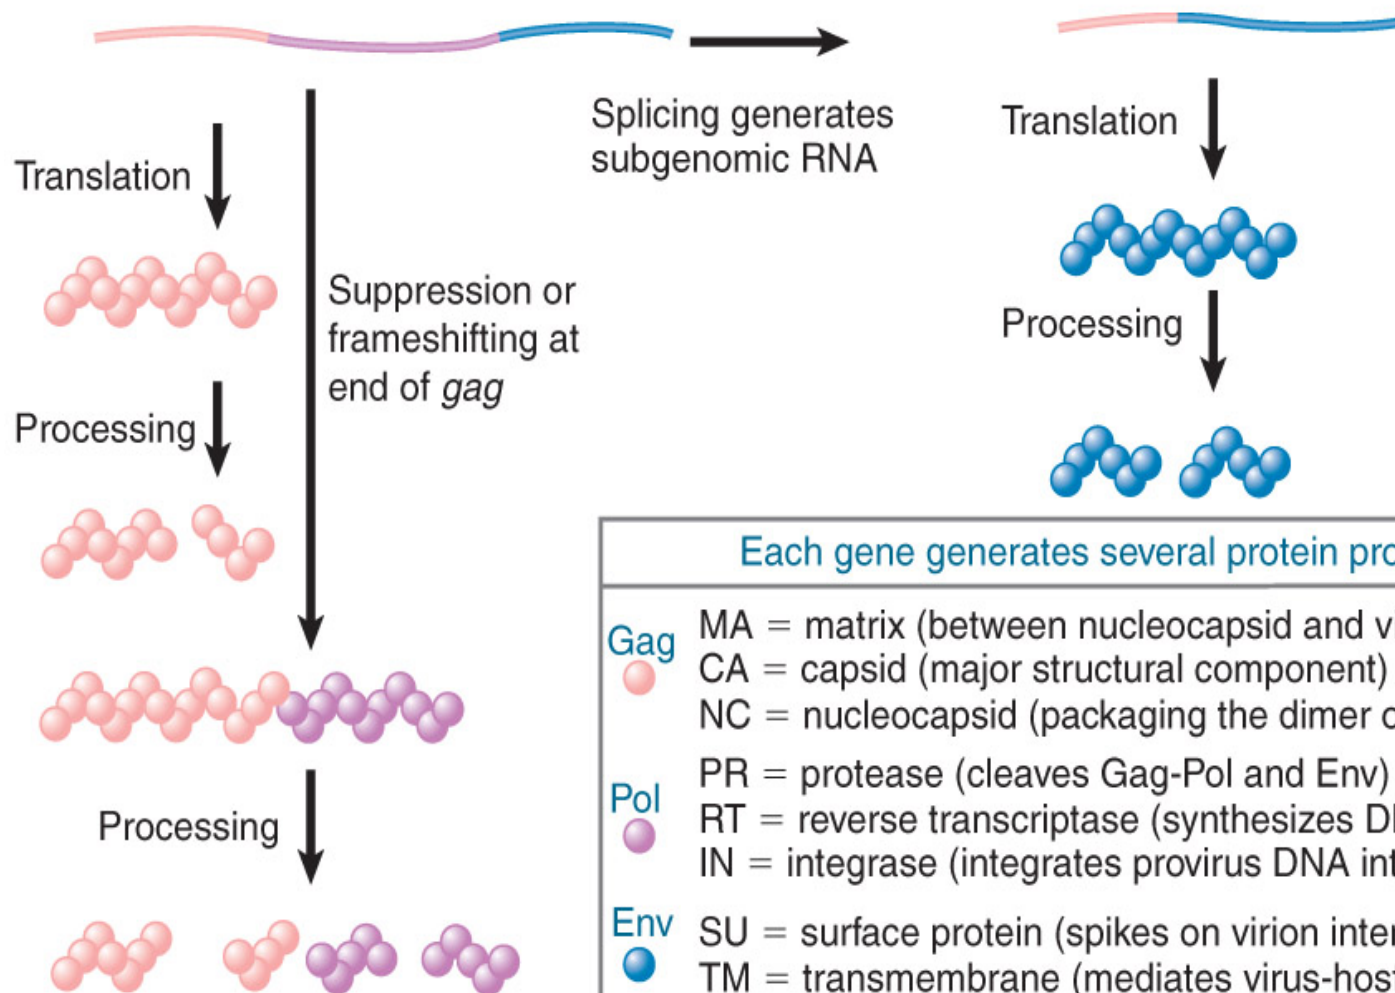 Splicing generates
subgenomic RNA
Translation
Translation
Suppression or
frameshifting at
end of gag
Processing
Processing
Processing
Each gene generates several protein
Gag
MA = matrix (between nucleocapsid and
CA = capsid (major structural component)
NC = nucleocapsid (packaging the dimer
Pol
PR = protease (cleaves Gag-Pol and Env)
RT = reverse transcriptase (synthesizes
IN = integrase (integrates provirus DNA
Env
SU = surface protein (spikes on virion
TM = transmembrane (mediates virus-host